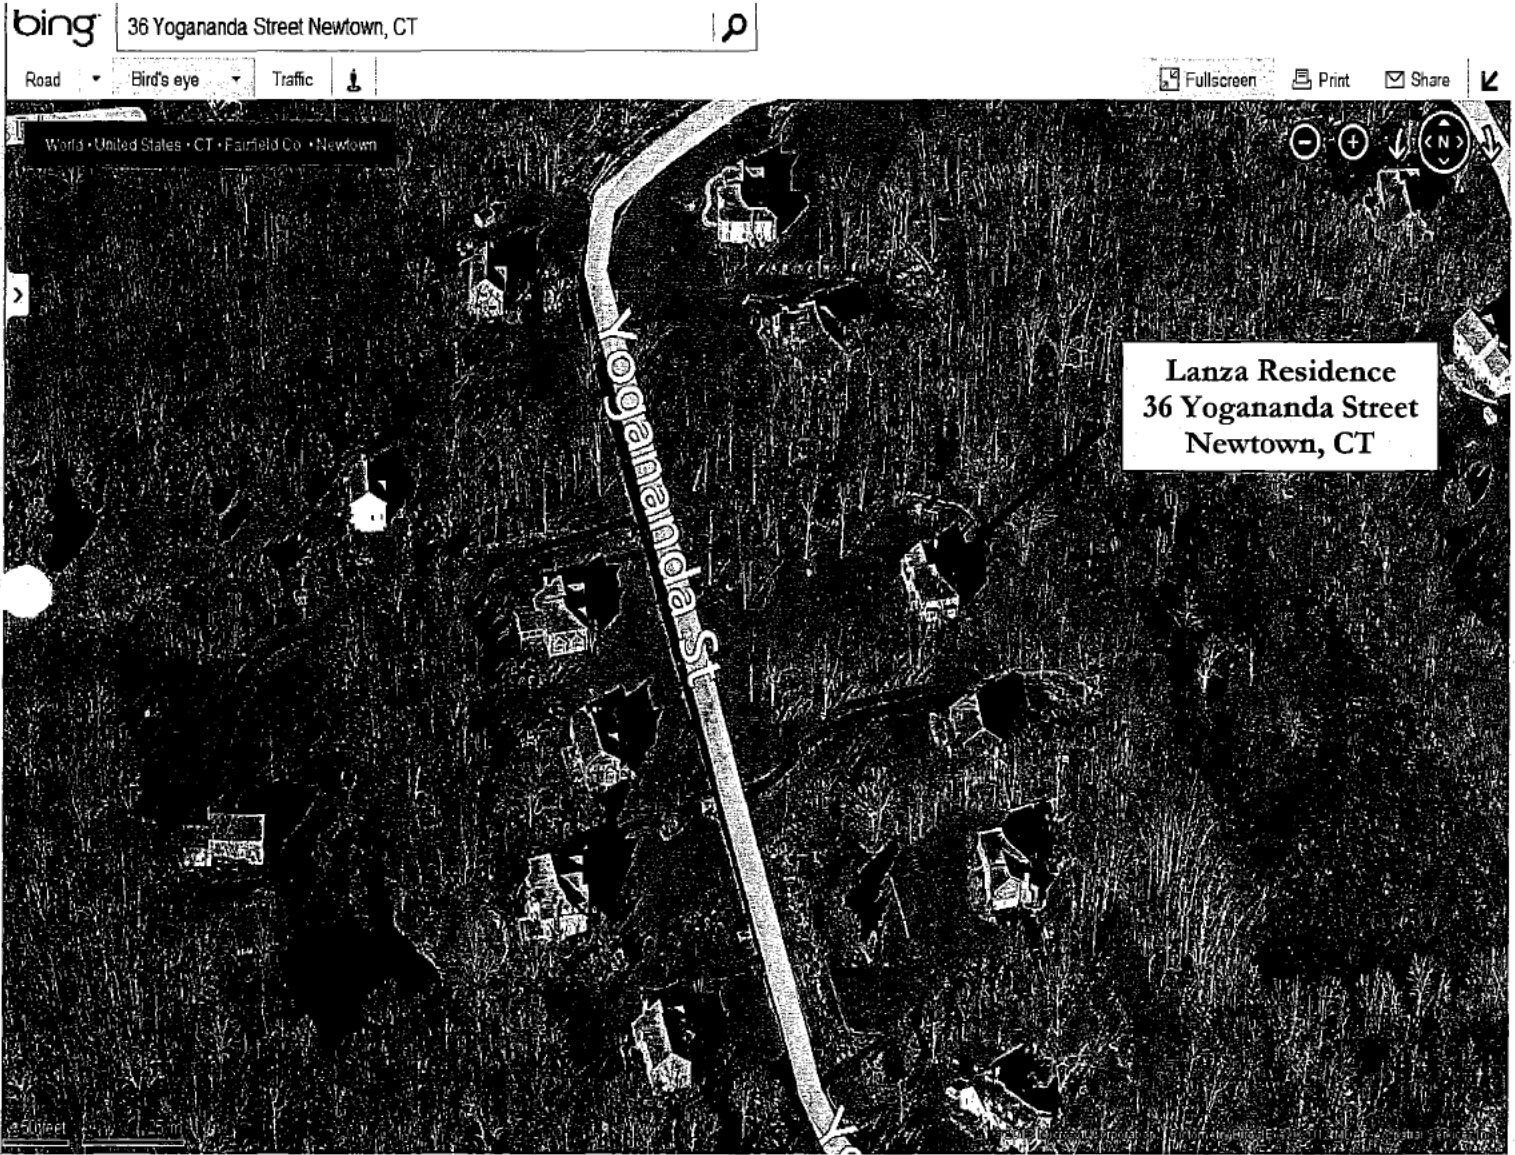 bing
36 Yogananda Street Newtown, CT
Road
Bird's eye
Traffic
Fullscreen
Print
Share
World • United States • CT • Fairfield Co • Newtown
N
Yogananda St
Lanza Residence
36 Yogananda Street
Newtown, CT
Yo